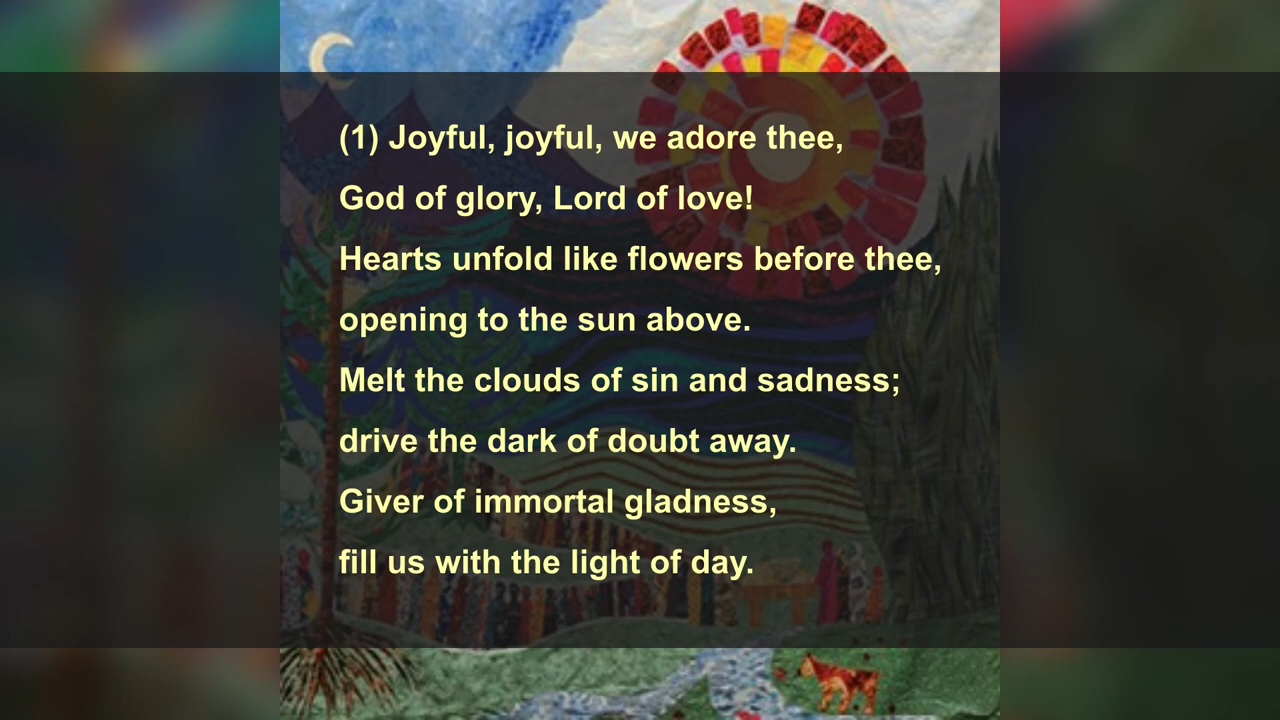 (1) Joyful, joyful, we adore thee,
God of glory, Lord of love!
Hearts unfold like flowers before thee,
opening to the sun above.
Melt the clouds of sin and sadness;
drive the dark of doubt away.
Giver of immortal gladness,
fill us with the light of day.